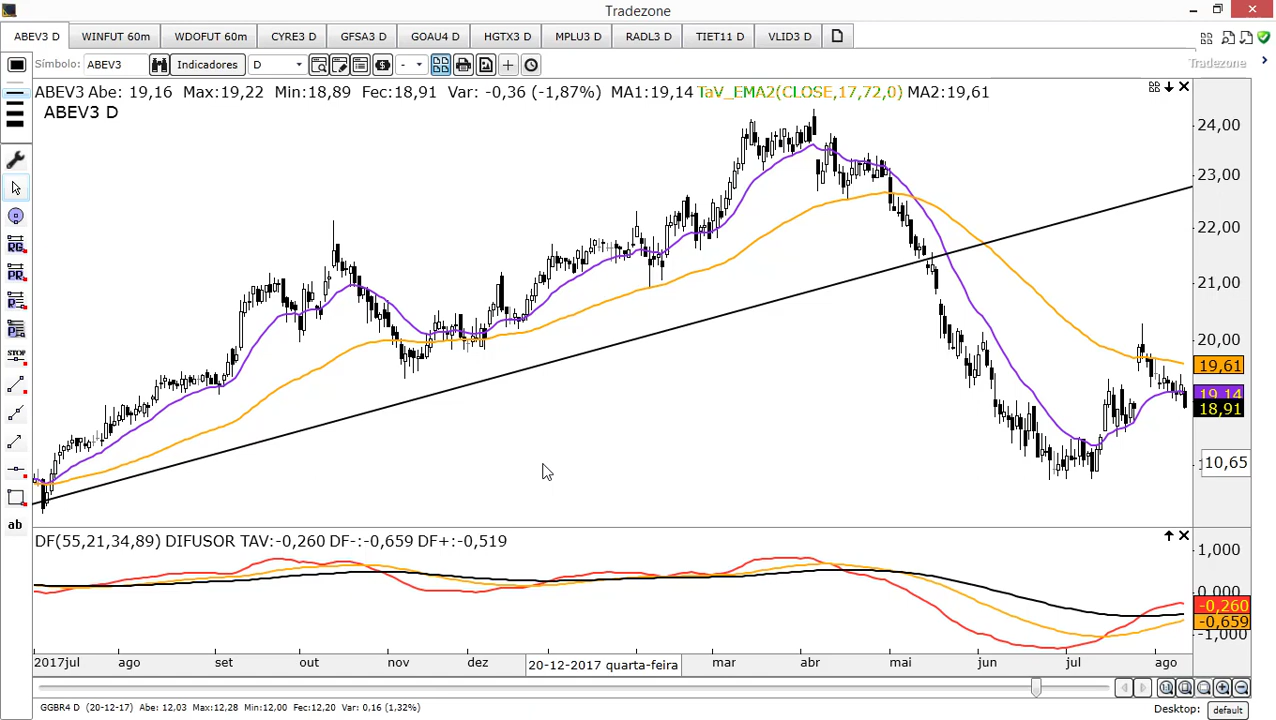 Tradezone
ABEV3 D WINFUT 60m WDOFUT 60m CYRE3 D GFSA3 D GOAU4 D HGTX3 D MPLU3 D RADL3 D TIET11 D VLID3 D
Símbolo: ABEV3 Indicadores D - Tradezone
ABEV3 Abe: 19,16 Max:19,22 Min:18,89 Fec:18,91 Var: -0,36 (-1,87%) MA1:19,14 TaV_EMA2(CLOSE,17,72,0) MA2:19,61
ABEV3 D
24,00
23,00
22,00
21,00
20,00
19,61
19,14
18,91
10,65
RG
PR
STOP
ab
DF(55,21,34,89) DIFUSOR TAV:-0,260 DF-:-0,659 DF+:-0,519
1,000
0,000
-0,260
-0,659
-1,000
2017jul ago set out nov dez 20-12-2017 quarta-feira mar abr mai jun jul ago
GGBR4 D (20-12-17) Abe: 12,03 Max:12,28 Min:12,00 Fec:12,20 Var: 0,16 (1,32%) Desktop: default